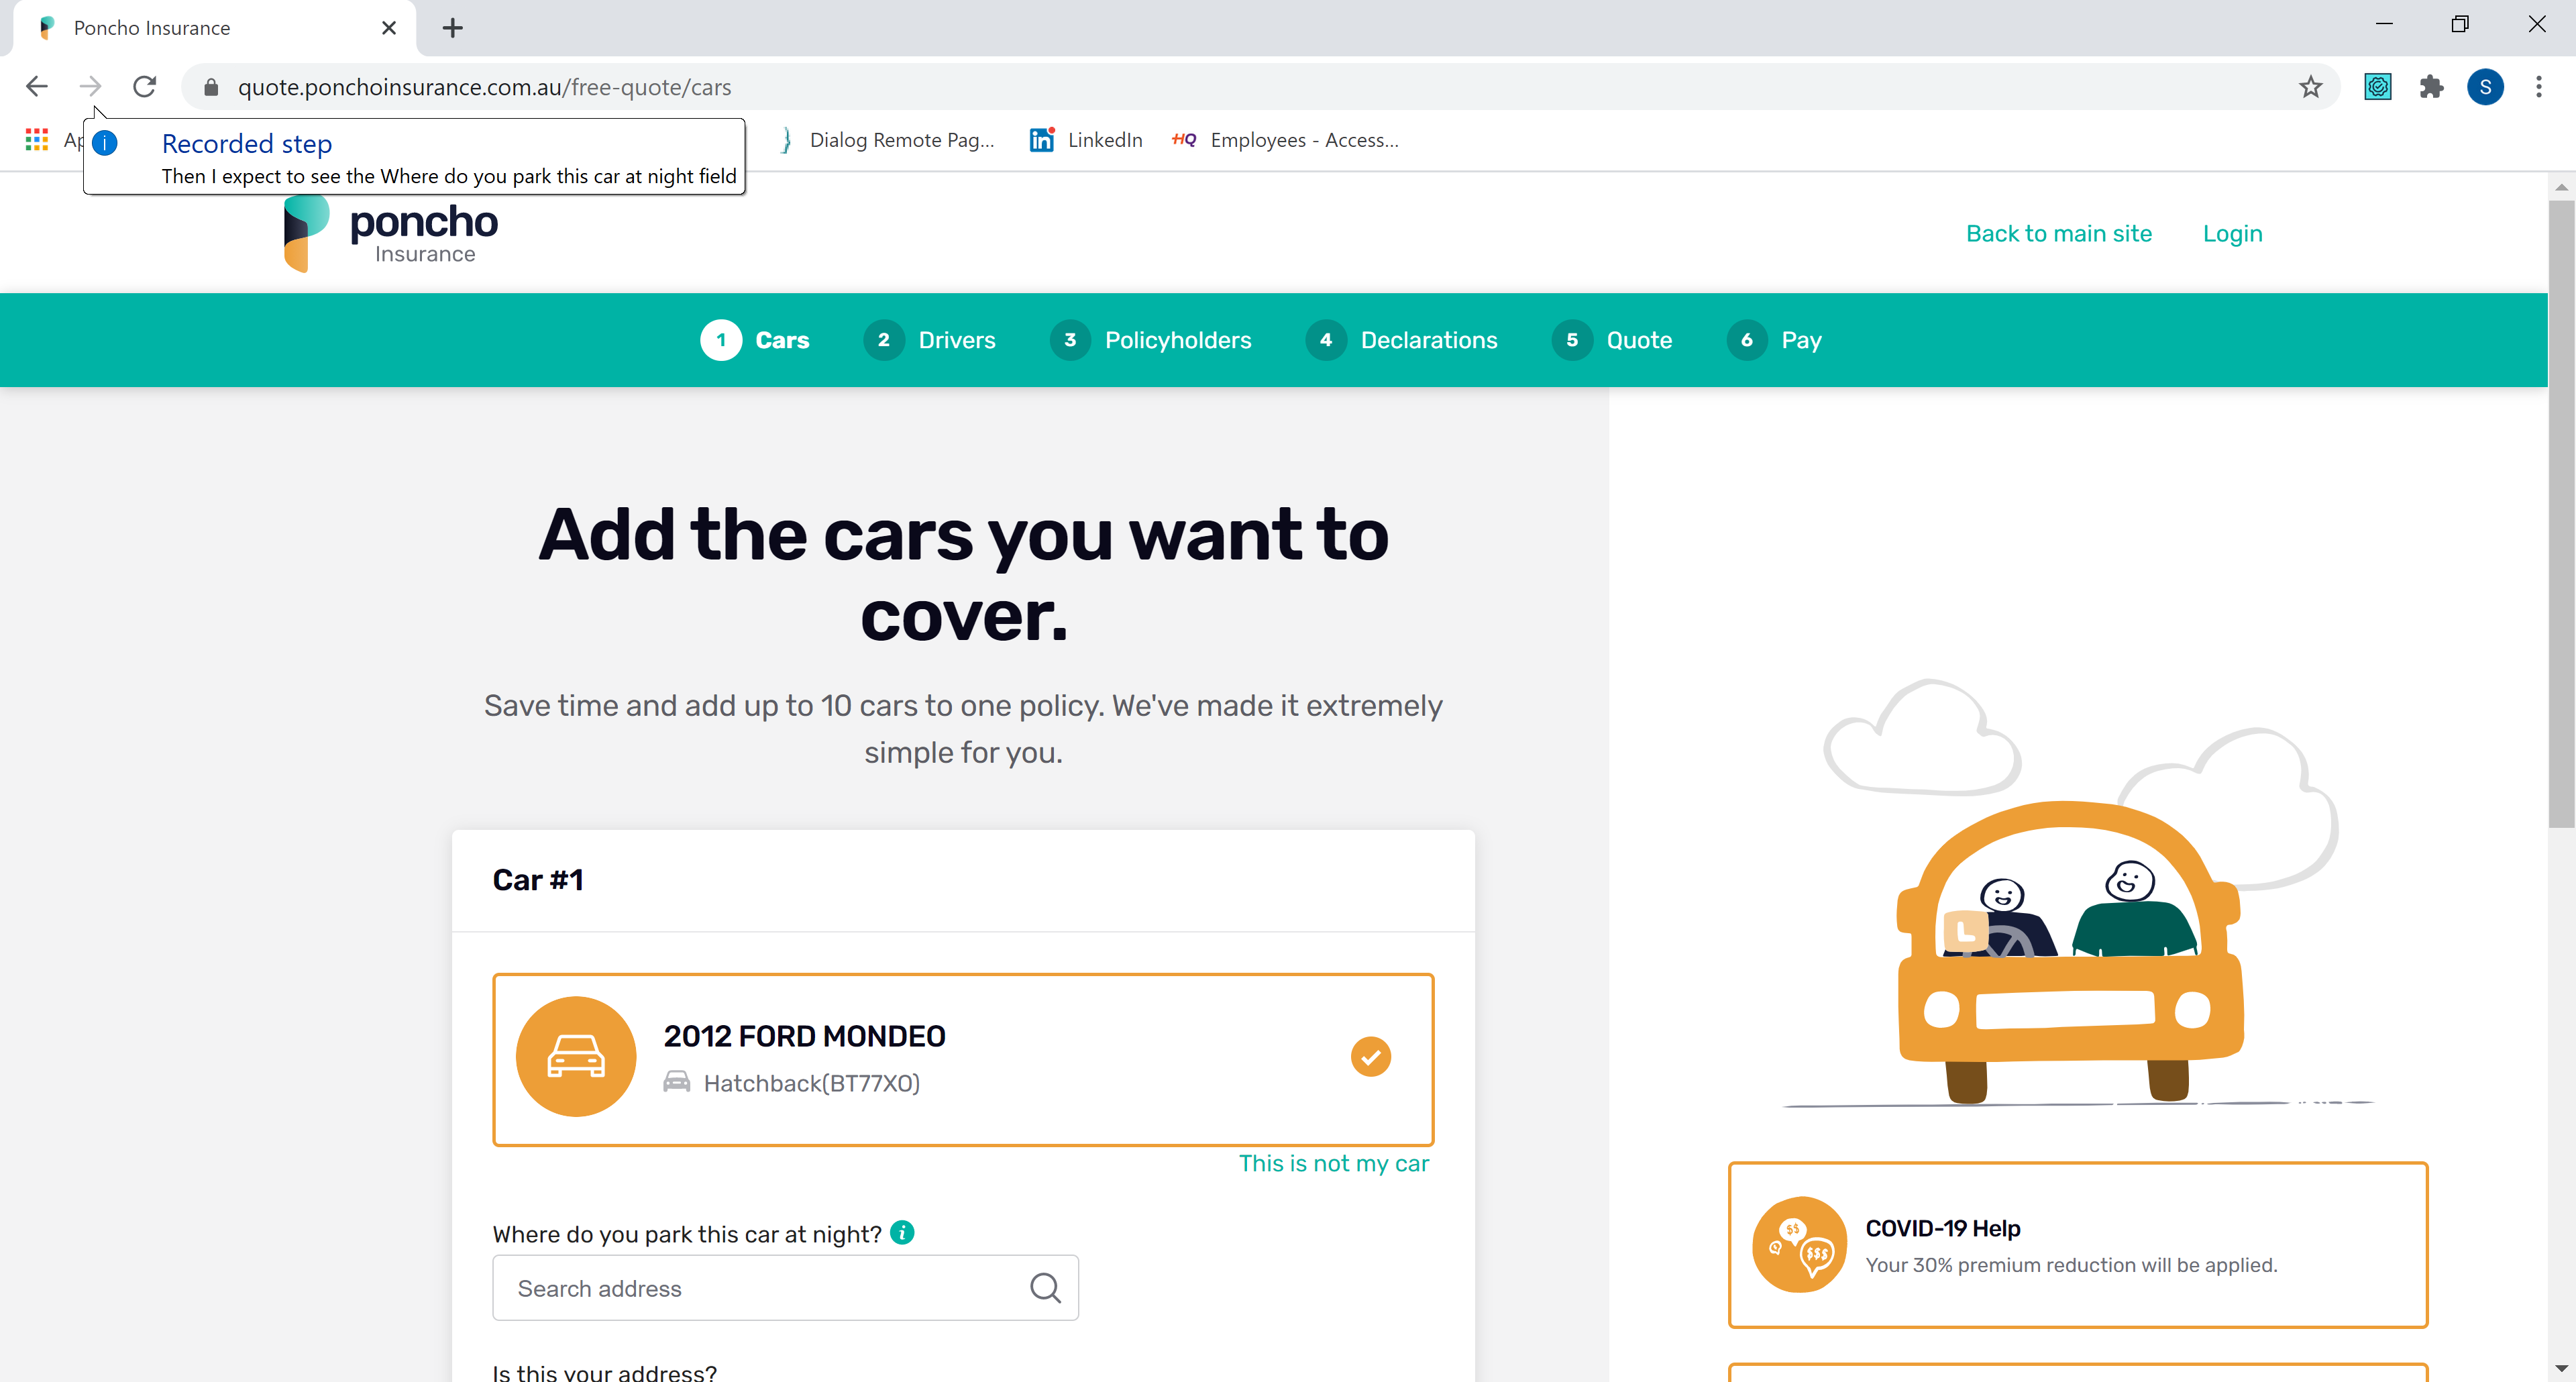 Poncho Insurance
quote.ponchoinsurance.com.au/free-quote/cars
S
Ap
Dialog Remote Pag...
in
LinkedIn
HQ
Employees - Access...
i
Recorded step
Then I expect to see the Where do you park this car at night field
poncho
Insurance
Back to main site
Login
1 Cars
2 Drivers
3 Policyholders
4 Declarations
5 Quote
6 Pay
Add the cars you want to
cover.
Save time and add up to 10 cars to one policy. We've made it extremely
simple for you.
Car #1
2012 FORD MONDEO
Hatchback(BT77XO)
This is not my car
Where do you park this car at night? i
Search address
Is this your address?
L
$$
$$$
COVID-19 Help
Your 30% premium reduction will be applied.